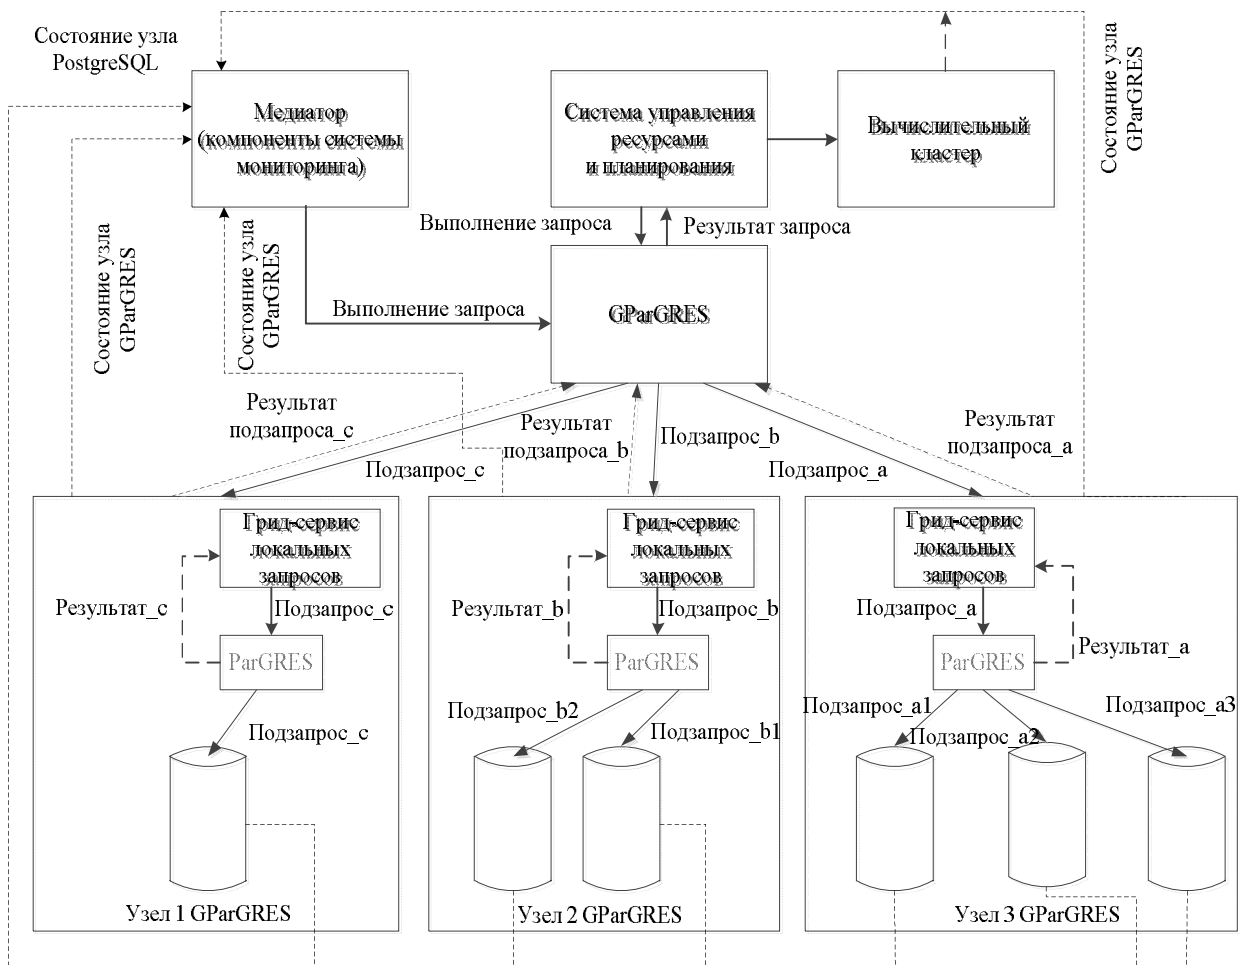 Состояние узла
PostgreSQL
Медиатор
(компоненты системы
мониторинга)
Система управления
ресурсами
и планирования
Вычислительный
кластер
Состояние узла
GParGRES
Выполнение запроса
Результат запроса
Состояние узла
GParGRES
Состояние узла
GParGRES
Выполнение запроса
GParGRES
Результат
подзапроса_c
Результат
подзапроса_b
Результат
подзапроса_a
Подзапрос_c
Подзапрос_b
Подзапрос_a
Грид-сервис
локальных
запросов
Результат_c
Подзапрос_c
ParGRES
Подзапрос_c
Узел 1 GParGRES
Грид-сервис
локальных
запросов
Результат_b
Подзапрос_b
ParGRES
Подзапрос_b2
Подзапрос_b1
Узел 2 GParGRES
Грид-сервис
локальных
запросов
Подзапрос_a
Результат_a
ParGRES
Подзапрос_a1
Подзапрос_a2
Подзапрос_a3
Узел 3 GParGRES